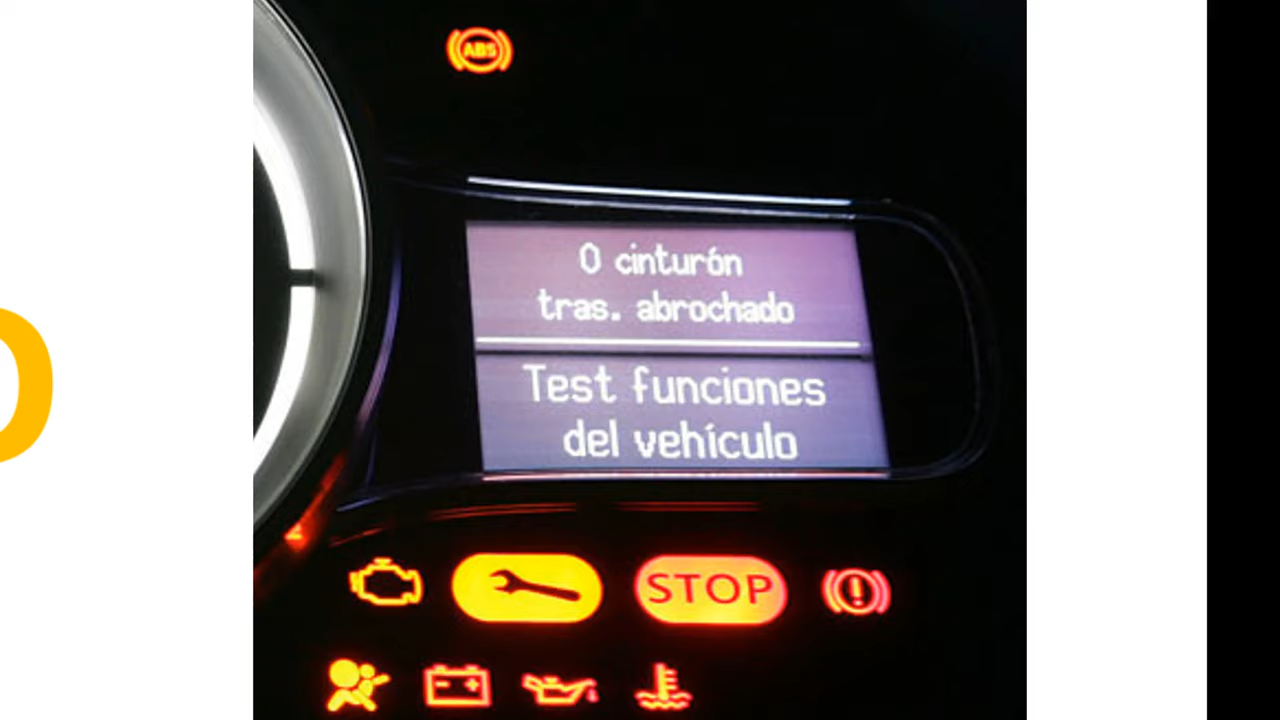 ABS
0 cinturón
tras. abrochado
Test funciones
del vehículo
STOP